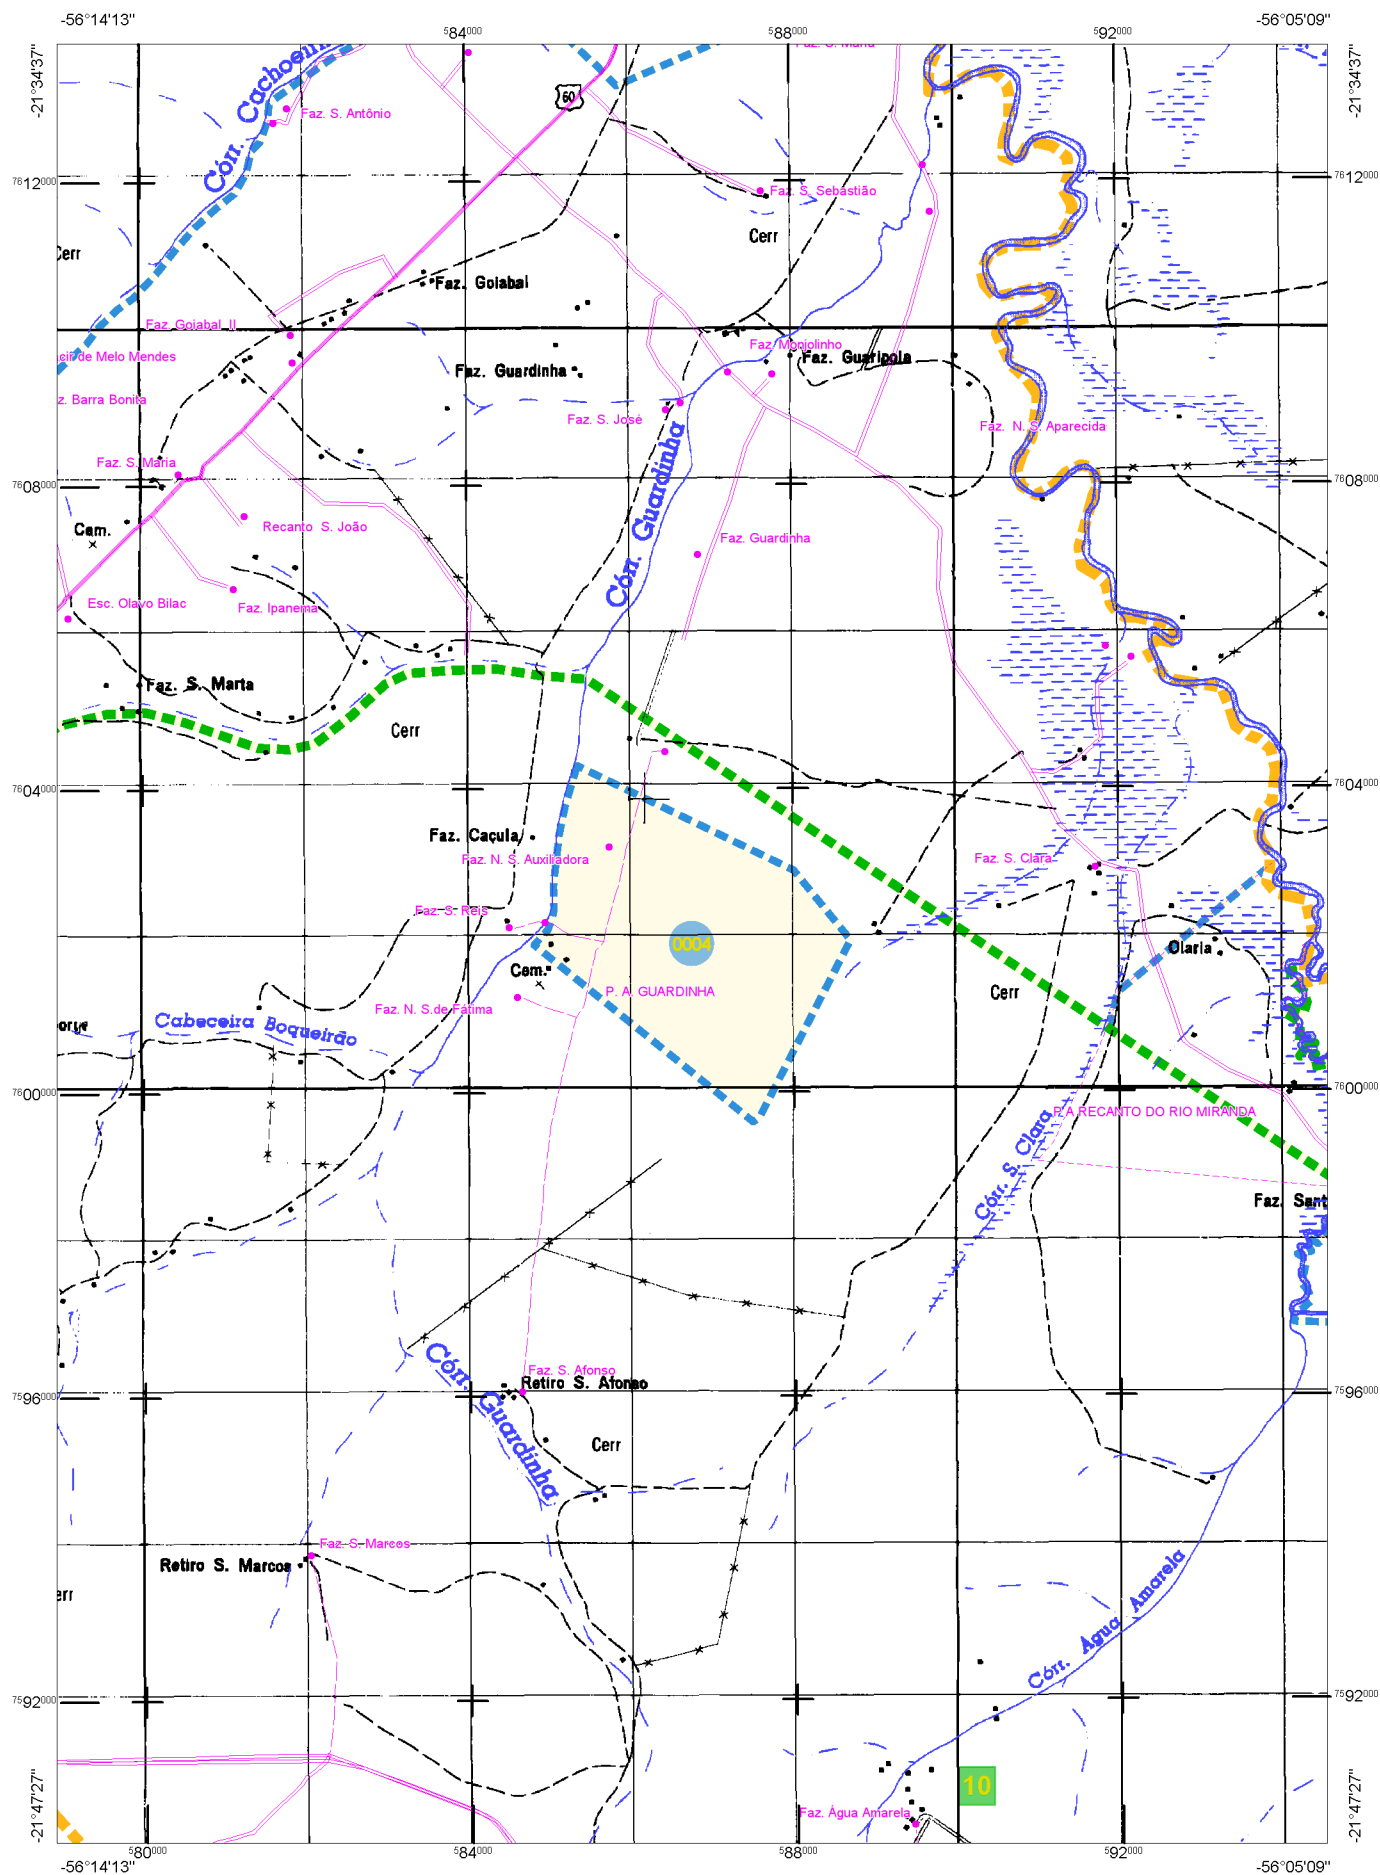 -56°14'13"
584000
588000
592000
-56°05'09"
-21°34'37"
-21°34'37"
Córr. Cachoei
Faz. S. Maria
60
Faz. S. Antônio
7612000
7612000
Faz. S. Sebastião
Cerr
Cerr
Faz. Goiabal
Faz. Goiabal II
Faz. Monjolinho
cir de Melo Mendes
Faz. Guaripola
Faz. Guardinha
z. Barra Bonita
Faz. S. José
Faz. N. S. Aparecida
Faz. S. Maria
7608000
7608000
Córr. Guardinha
Cem.
Recanto S. João
Faz. Guardinha
Esc. Olavo Bilac
Faz. Ipanema
Faz. S. Marta
Cerr
7604000
7604000
Faz. Caçula
Faz. N. S. Auxiliadora
Faz. S. Clara
Faz. S. Reis
0004
Olaria
Cem.
P. A. GUARDINHA
Cerr
Faz. N. S.de Fátima
Cabeceira Boqueirão
7600000
7600000
P. A RECANTO DO RIO MIRANDA
Córr. S. Clara
Faz. Sant
Córr. Guardinha
Faz. S. Afonso
Retiro S. Afonso
7596000
7596000
Cerr
Faz. S. Marcos
Retiro S. Marcos
err
Córr. Água Amarela
7592000
7592000
10
Faz. Água Amarela
-21°47'27"
-21°47'27"
580000
584000
588000
592000
-56°14'13"
-56°05'09"